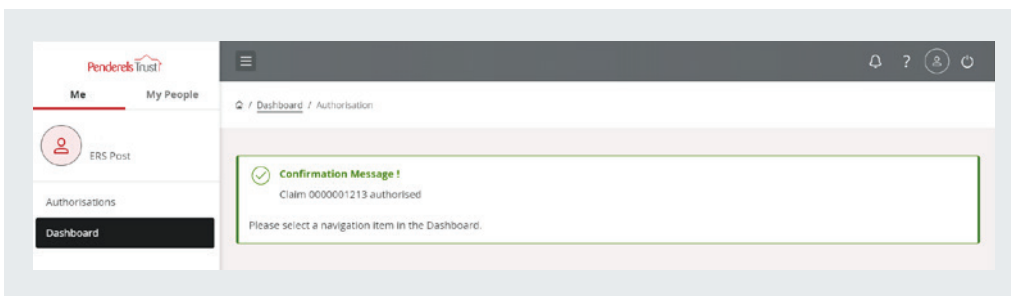 Penderels Trust
Me My People
ERS Post
Authorisations
Dashboard
?
/ Dashboard / Authorisation
Confirmation Message !
Claim 0000001213 authorised
Please select a navigation item in the Dashboard.